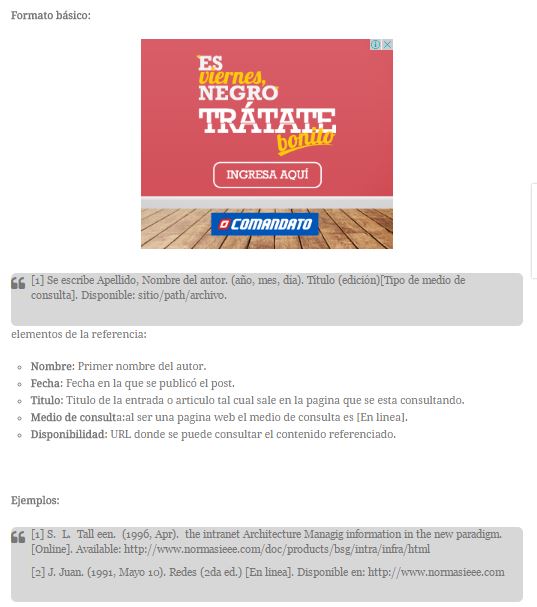 Formato básico:
ES
viernes,
NEGRO
TRÁTATE
bonito
INGRESA AQUÍ
COMANDATO
[1] Se escribe Apellido, Nombre del autor. (año, mes, día). Título (edición)[Tipo de medio de
consulta]. Disponible: sitio/path/archivo.
elementos de la referencia:
Nombre: Primer nombre del autor.
Fecha: Fecha en la que se publicó el post.
Titulo: Titulo de la entrada o articulo tal cual sale en la pagina que se esta consultando.
Medio de consulta:al ser una pagina web el medio de consulta es [En linea].
Disponibilidad: URL donde se puede consultar el contenido referenciado.
Ejemplos:
[1] S. L. Tall een. (1996, Apr). the intranet Architecture Managig information in the new paradigm.
[Online]. Available: http://www.normasieee.com/doc/products/bsg/intra/infra/html
[2] J. Juan. (1991, Mayo 10). Redes (2da ed.) [En linea]. Disponible en: http://www.normasieee.com